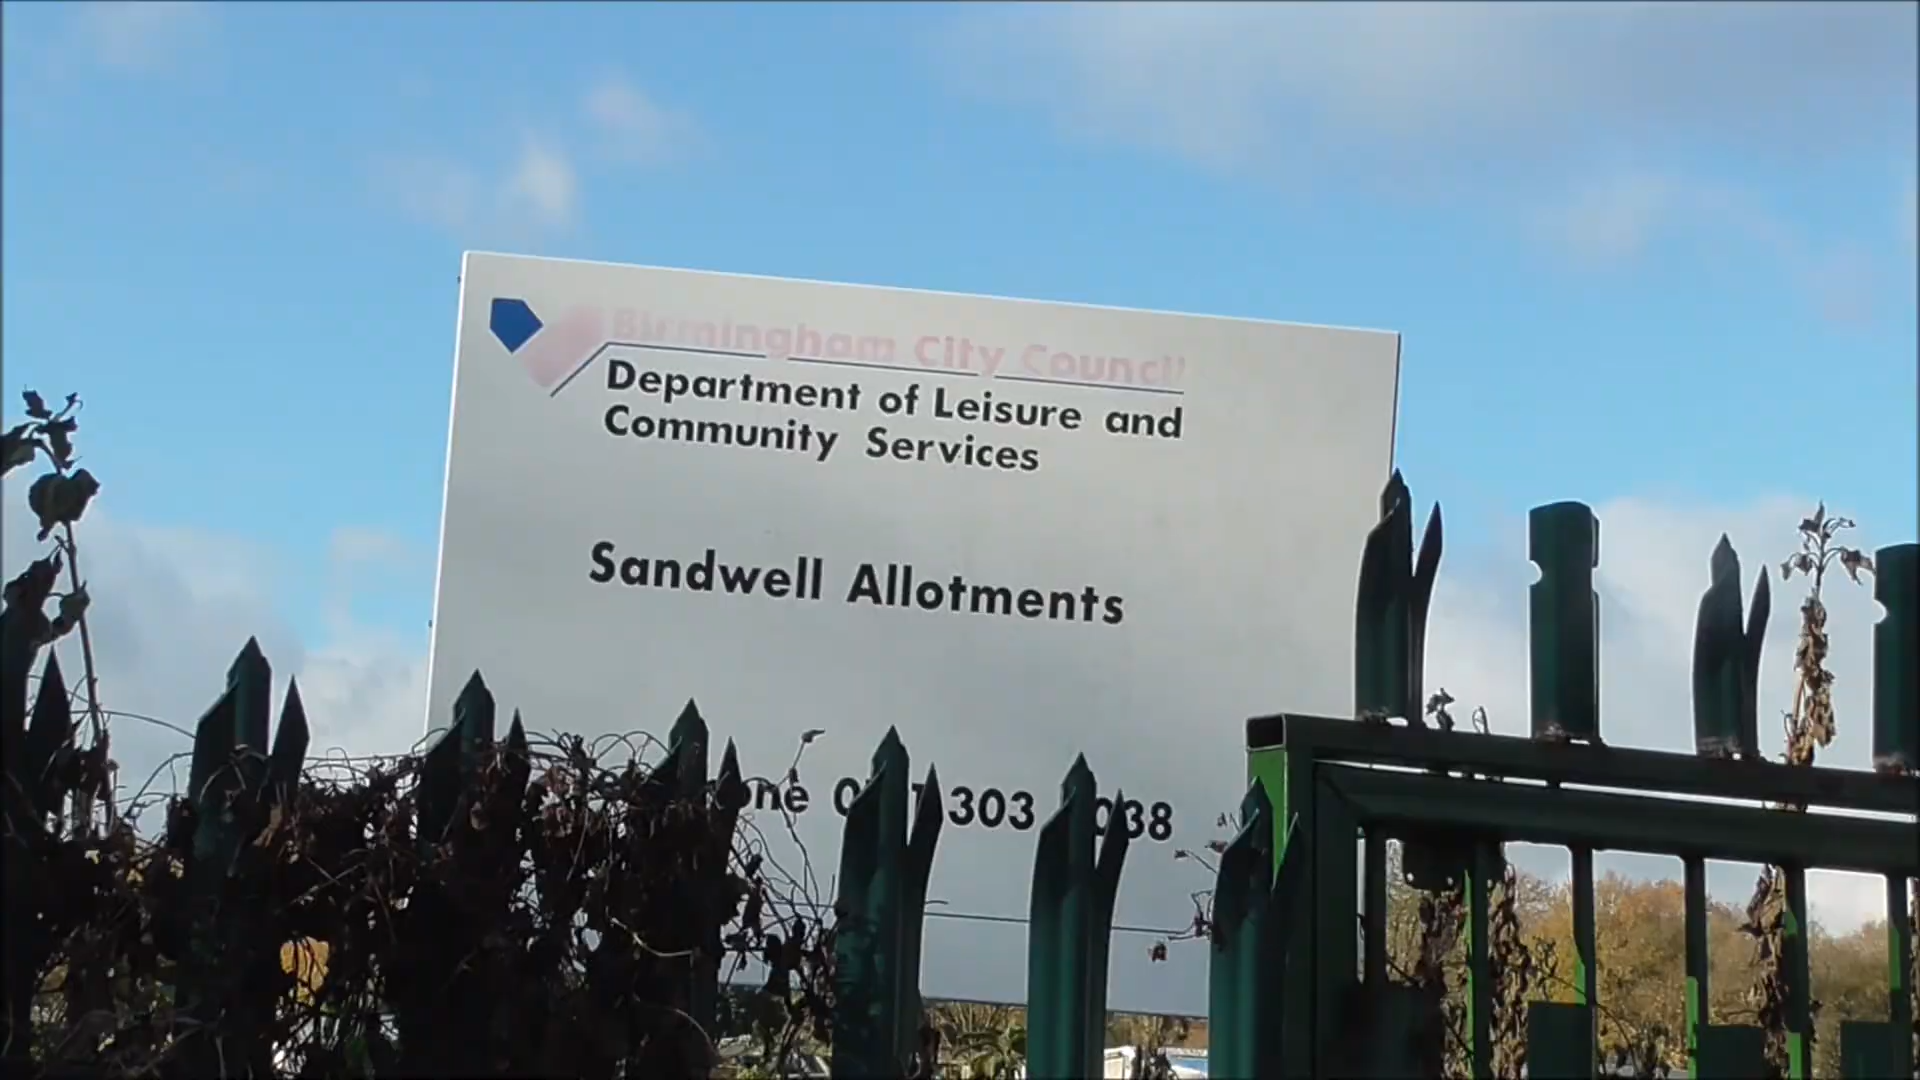 Birmingham City Council
Department of Leisure and
Community Services
Sandwell Allotments
303